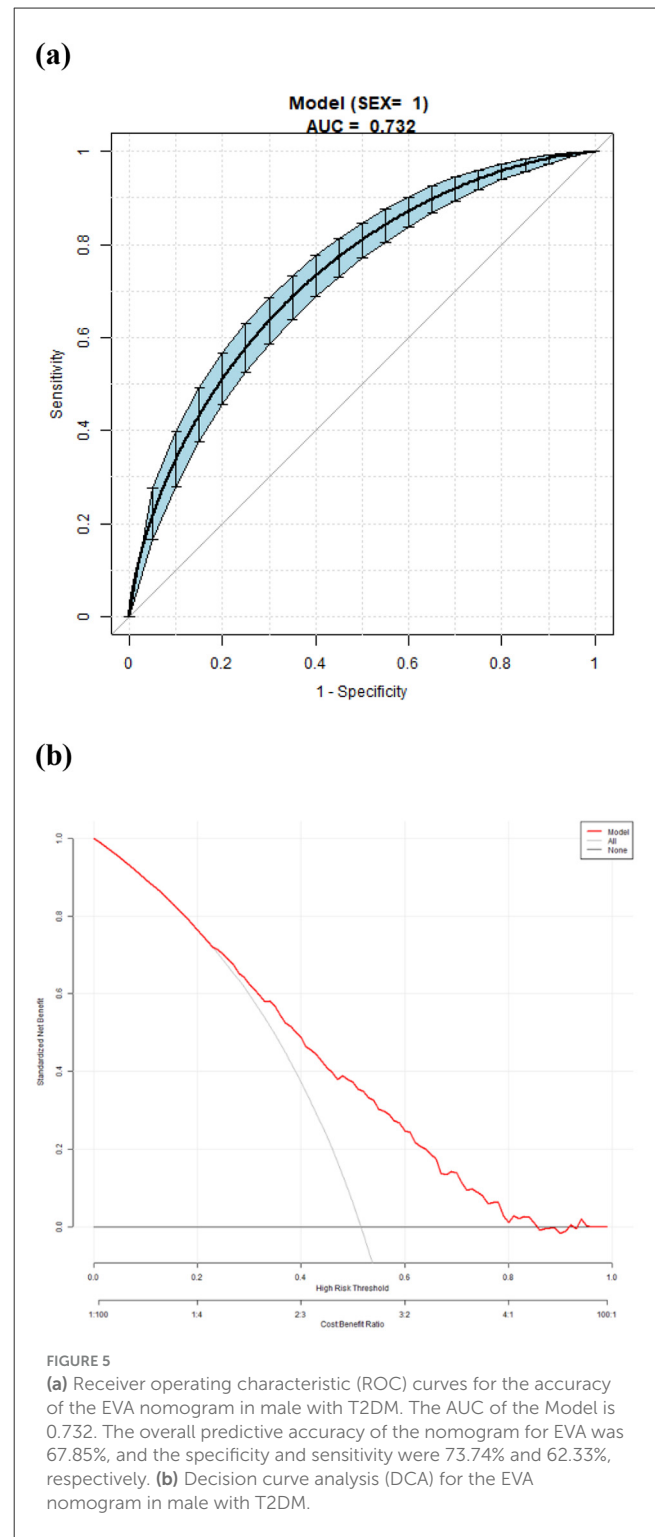 (a)
Model (SEX= 1)
AUC = 0.732
1
0.8
0.6
0.4
0.2
0
Sensitivity
0 0.2 0.4 0.6 0.8 1
1 - Specificity
(b)
Model
All
None
1.0
0.8
0.6
0.4
0.2
0.0
Standardized Net Benefit
0.0 0.2 0.4 0.6 0.8 1.0
High Risk Threshold
1:100 1:4 2:3 3:2 4:1 100:1
Cost Benefit Ratio
FIGURE 5
(a) Receiver operating characteristic (ROC) curves for the accuracy
of the EVA nomogram in male with T2DM. The AUC of the Model is
0.732. The overall predictive accuracy of the nomogram for EVA was
67.85%, and the specificity and sensitivity were 73.74% and 62.33%,
respectively. (b) Decision curve analysis (DCA) for the EVA
nomogram in male with T2DM.